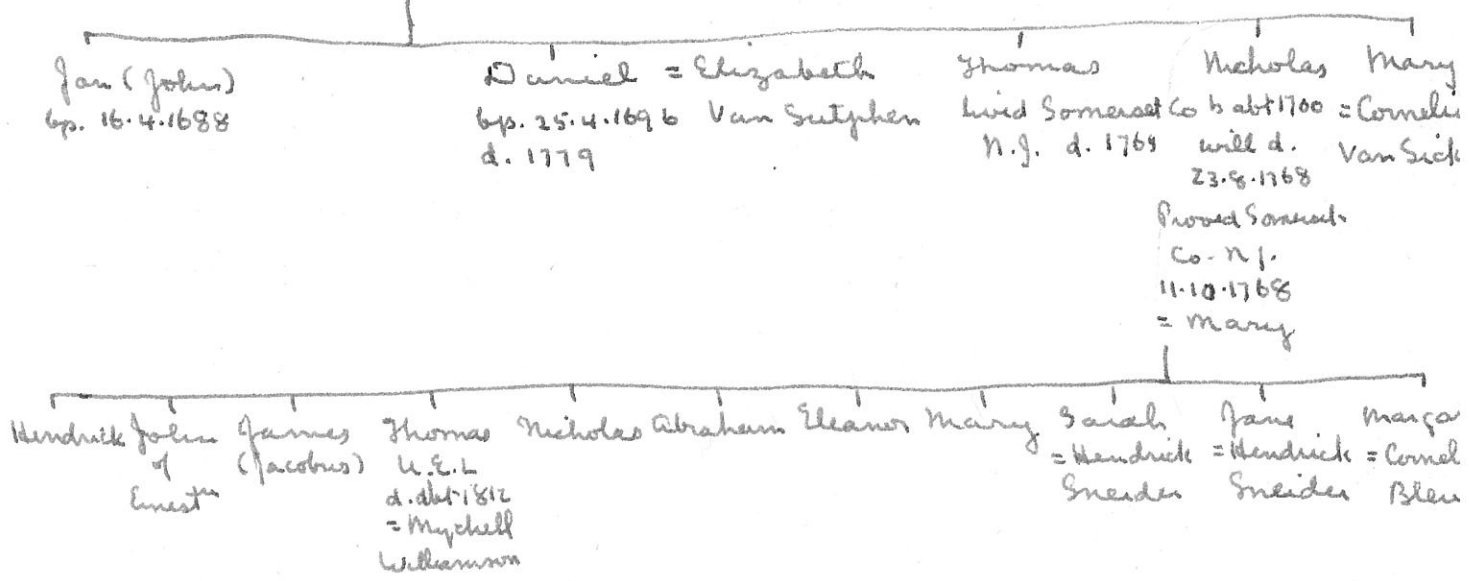 Jan (John)
bp. 16.4.1688
Daniel = Elizabeth
bp. 25.4.1696 Van Sutphen
d. 1779
Thomas
lived Somerset Co
N.J. d. 1769
Nicholas
b abt 1700
will d.
23.8.1768
Proved Somerset
Co. N.J.
11.10.1768
= Mary
Mary
= Corneli
Van Sick
Hendrick
John
of
James
(Jacobus)
Thomas
U.E.L
d. abt 1812
= Mychell
Williamson
Nicholas
Abraham
Eleanor
Mary
Sarah
= Hendrick
Sneider
Jane
= Hendrick
Sneider
Marga
= Cornel
Bleu